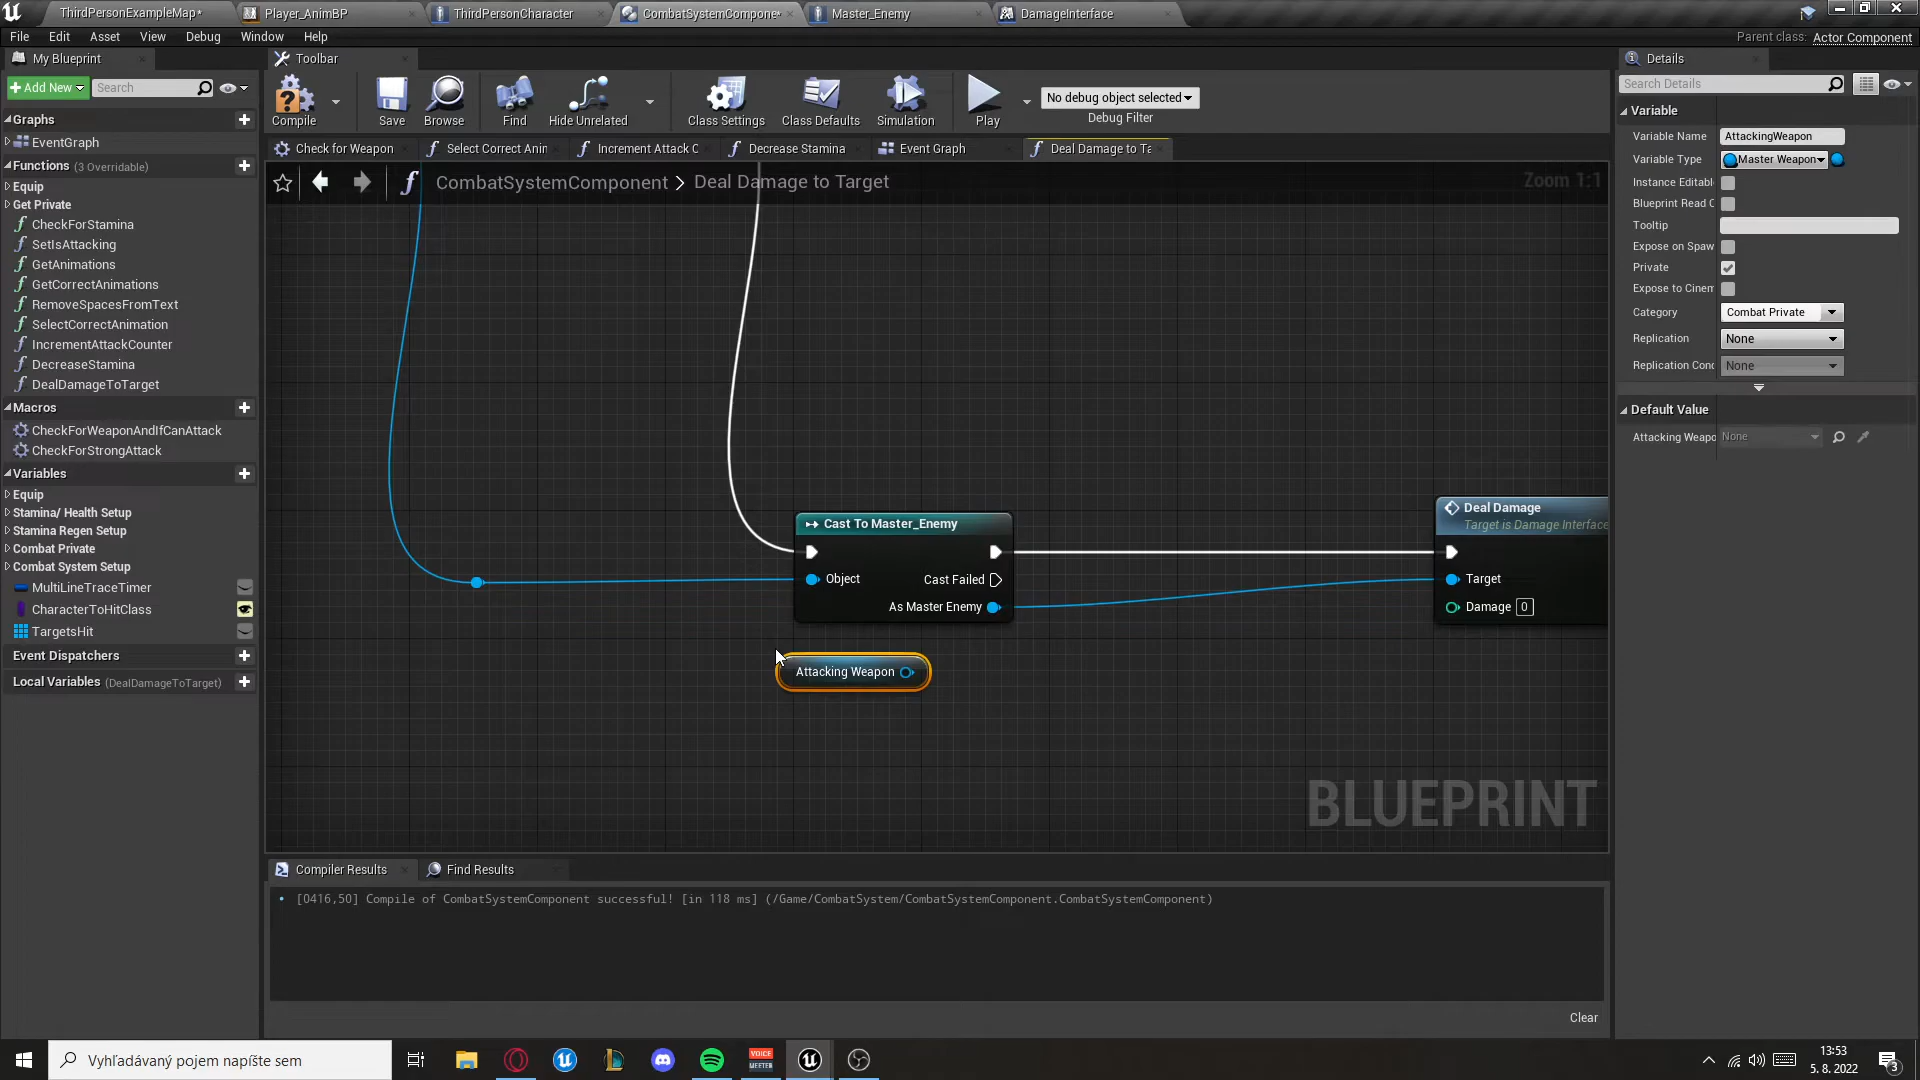 ThirdPersonExampleMap*
Player_AnimBP
ThirdPersonCharacter
CombatSystemCompone*
Master_Enemy
DamageInterface
File Edit Asset View Debug Window Help
Parent class: Actor Component
My Blueprint
Toolbar
Details
Add New
Search
Search Details
Compile
Save
Browse
Find
Hide Unrelated
Class Settings
Class Defaults
Simulation
Play
No debug object selected
Debug Filter
Check for Weapon
Select Correct Anir
Increment Attack C
Decrease Stamina
Event Graph
Deal Damage to Ta
CombatSystemComponent > Deal Damage to Target
Zoom 1:1
Graphs
EventGraph
Functions (3 Overridable)
Equip
Get Private
CheckForStamina
SetIsAttacking
GetAnimations
GetCorrectAnimations
RemoveSpacesFromText
SelectCorrectAnimation
IncrementAttackCounter
DecreaseStamina
DealDamageToTarget
Macros
CheckForWeaponAndIfCanAttack
CheckForStrongAttack
Variables
Equip
Stamina/ Health Setup
Stamina Regen Setup
Combat Private
Combat System Setup
MultiLineTraceTimer
CharacterToHitClass
TargetsHit
Event Dispatchers
Local Variables (DealDamageToTarget)
Cast To Master_Enemy
Object
Cast Failed
As Master Enemy
Attacking Weapon
Deal Damage
Target is Damage Interface
Target
Damage 0
BLUEPRINT
Variable
Variable Name AttackingWeapon
Variable Type Master Weapon
Instance Editabl
Blueprint Read C
Tooltip
Expose on Spaw
Private
Expose to Cinem
Category Combat Private
Replication None
Replication Conc None
Default Value
Attacking Weapo None
Compiler Results
Find Results
[0416,50] Compile of CombatSystemComponent successful! [in 118 ms] (/Game/CombatSystem/CombatSystemComponent.CombatSystemComponent)
Clear
Vyhľadávaný pojem napíšte sem
VOICE
MEETER
13:53
5. 8. 2022
3